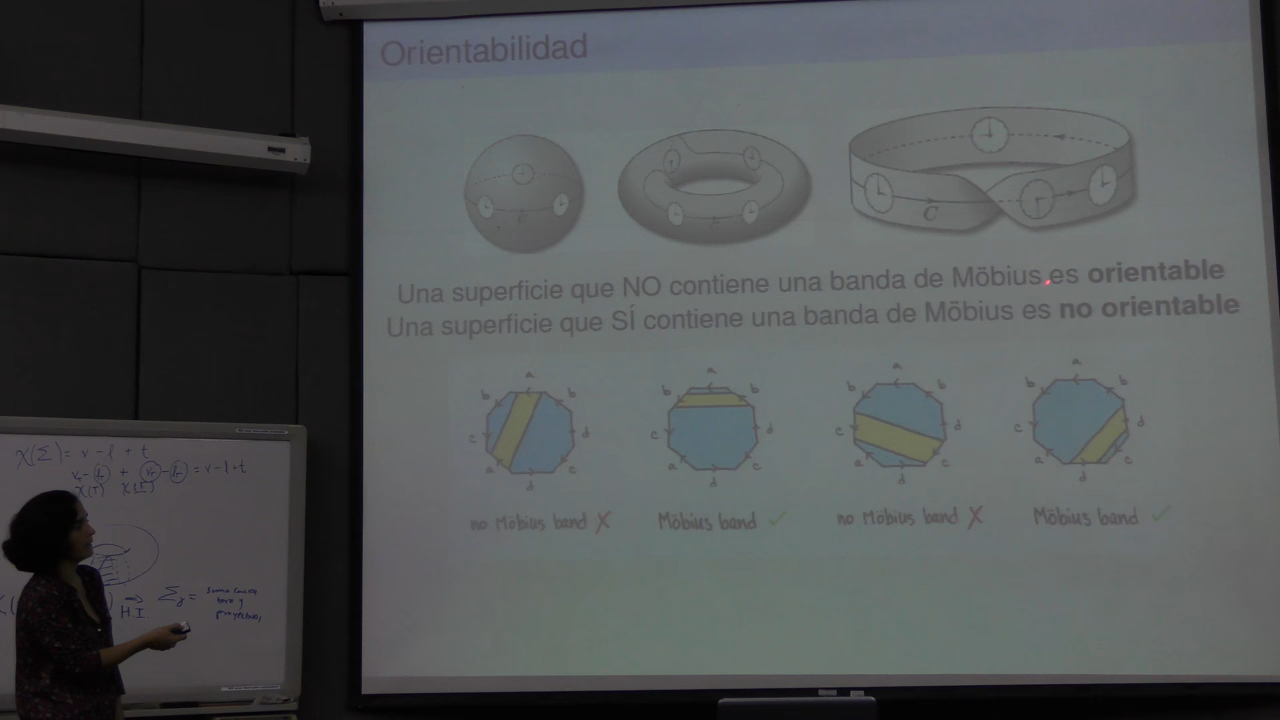 Orientabilidad
C
Una superficie que NO contiene una banda de Möbius es orientable
Una superficie que SÍ contiene una banda de Möbius es no orientable
a
b b
c d
a c
d
a
b b
c d
a c
d
a
b b
c d
a c
d
a
b b
c d
a c
d
no Möbius band X
Möbius band ✓
no Möbius band X
Möbius band ✓
χ(Σ) = v - l + t
= v - l + t
⇒
H.I.